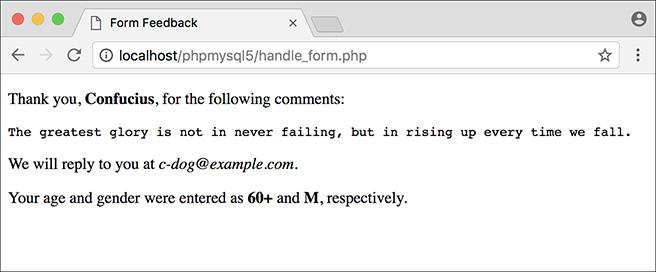 Form Feedback
localhost/phpmysql5/handle_form.php
Thank you, Confucius, for the following comments:
The greatest glory is not in never failing, but in rising up every time we fall.
We will reply to you at c-dog@example.com.
Your age and gender were entered as 60+ and M, respectively.